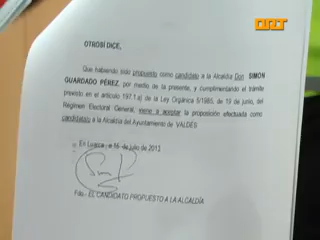 OTROSÍ DICE,
Que habiendo sido propuesto como candidato a la Alcaldía Don SIMON
GUARDADO PÉREZ, por medio de la presente, y cumplimentando el trámite
previsto en el artículo 197.1.a) de la Ley Orgánica 5/1985, de 19 de junio, del
Régimen Electoral General, viene a aceptar la proposición efectuada como
candidato/a a la Alcaldía del Ayuntamiento de VALDÉS
En Luarca, a 16 de julio de 2013
Fdo.- EL CANDIDATO PROPUESTO A LA ALCALDÍA